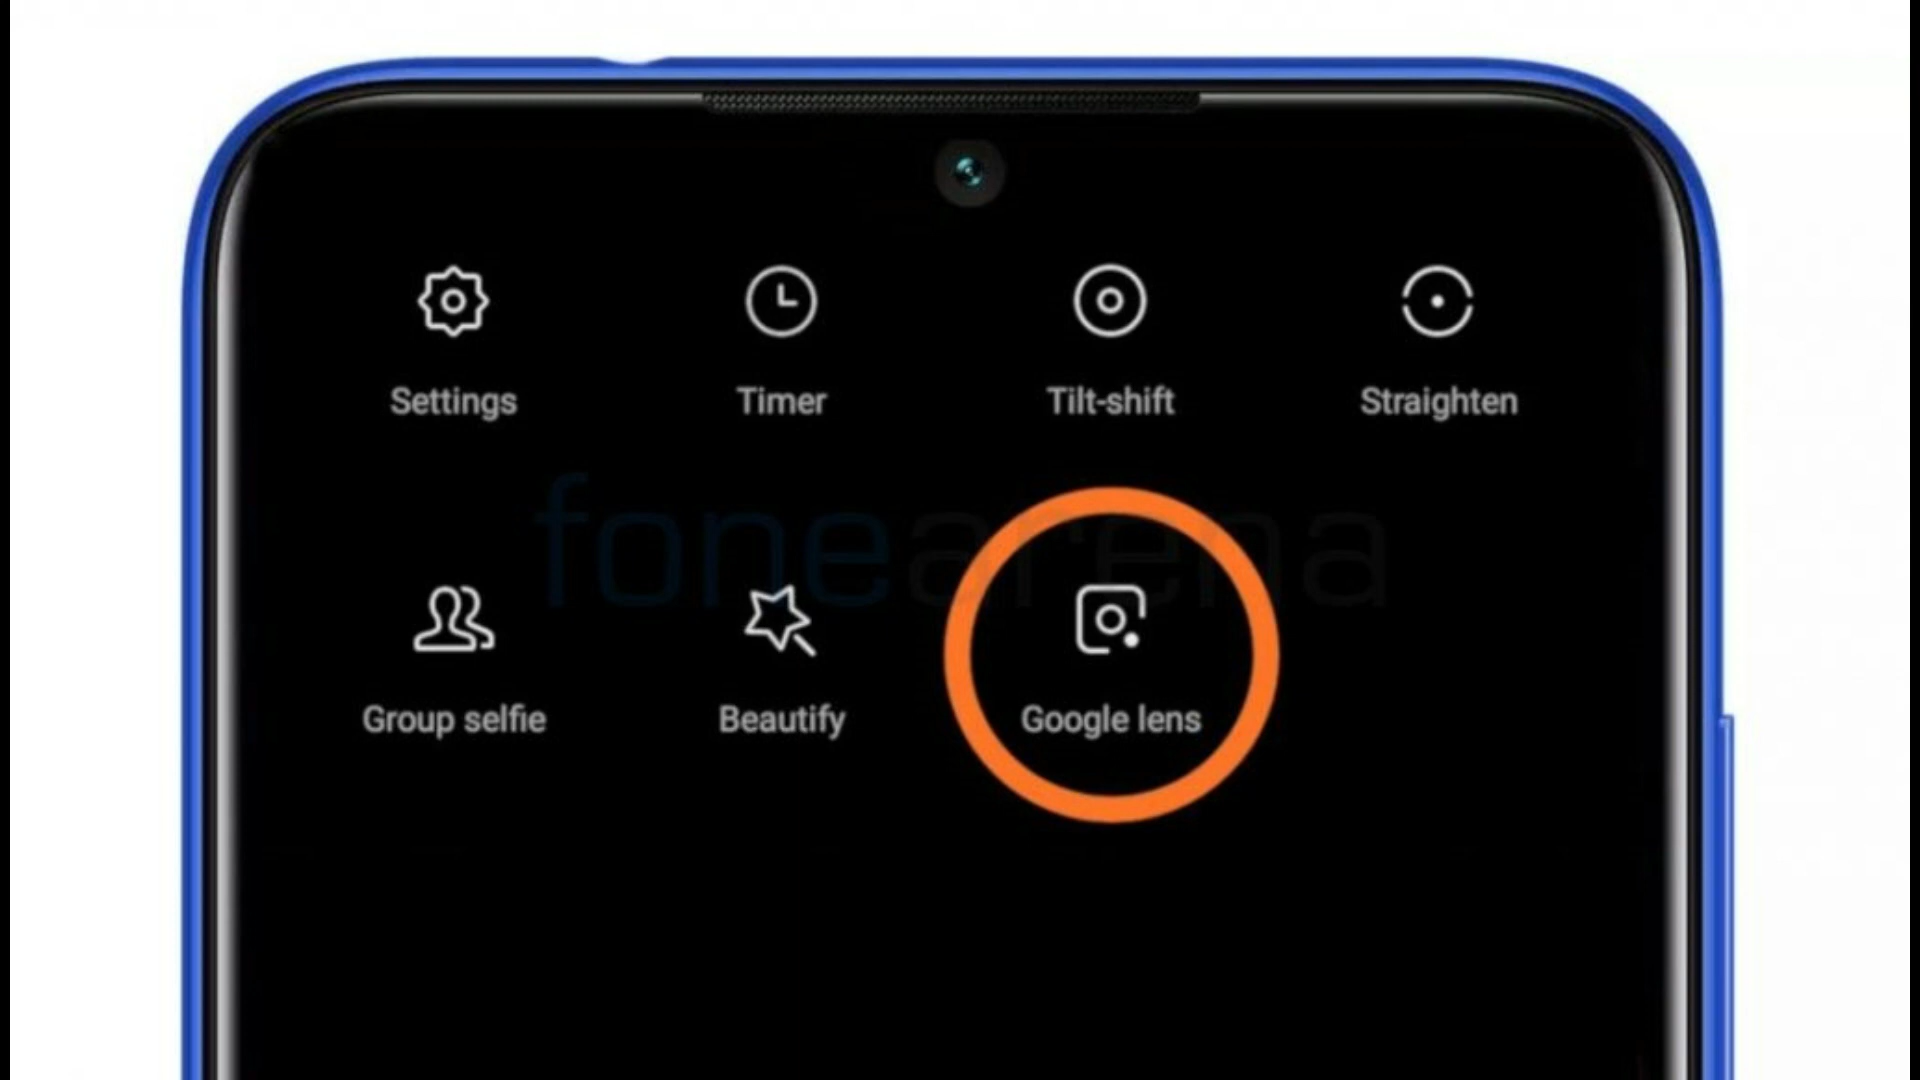 Settings
Timer
Tilt-shift
Straighten
fonearena
Group selfie
Beautify
Google lens